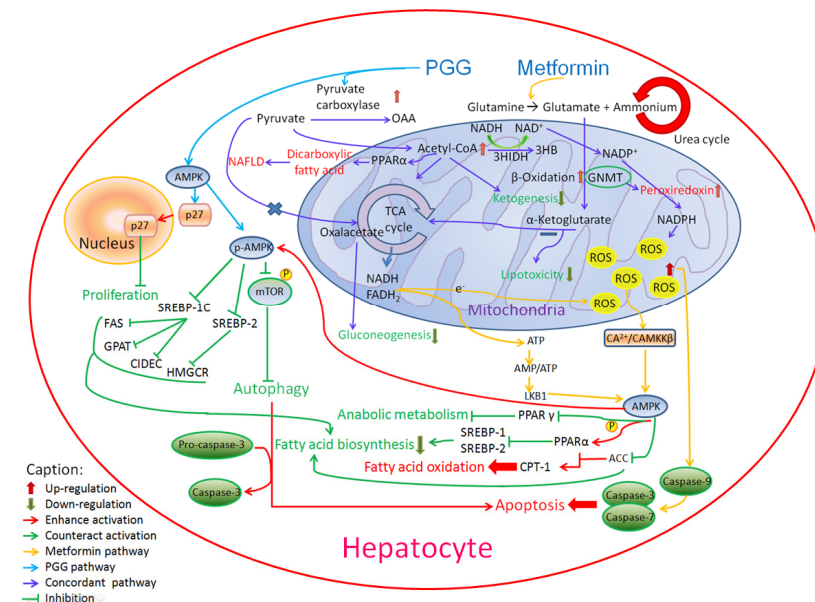 PGG
Metformin
Pyruvate
carboxylase
Glutamine → Glutamate + Ammonium
Pyruvate
OAA
NADH
NAD⁺
Urea cycle
Acetyl-CoA
3HIDH
3HB
NADP⁺
NAFLD
Dicarboxylic
fatty acid
PPARα
β-Oxidation
GNMT
Peroxiredoxin
AMPK
Ketogenesis
p27
p27
Nucleus
TCA
cycle
Oxalacetate
α-Ketoglutarate
NADPH
p-AMPK
ROS
ROS
ROS
ROS
ROS
P
mTOR
NADH
FADH₂
e⁻
Lipotoxicity
Mitochondria
Proliferation
SREBP-1C
FAS
SREBP-2
GPAT
CIDEC
HMGCR
Gluconeogenesis
ATP
CA²⁺/CAMKKβ
AMP/ATP
LKB1
AMPK
Autophagy
Anabolic metabolism
PPAR γ
P
Pro-caspase-3
Fatty acid biosynthesis
SREBP-1
SREBP-2
PPARα
Fatty acid oxidation
CPT-1
ACC
Caspase-3
Caspase-9
Apoptosis
Caspase-3
Caspase-7
Hepatocyte
Caption:
Up-regulation
Down-regulation
Enhance activation
Counteract activation
Metformin pathway
PGG pathway
Concordant pathway
Inhibition